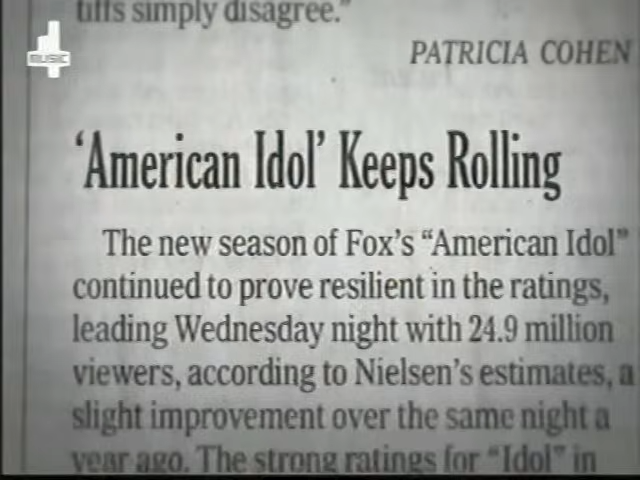 tiffs simply disagree."
MUSIC
PATRICIA COHEN
'American Idol' Keeps Rolling
The new season of Fox's "American Idol"
continued to prove resilient in the ratings,
leading Wednesday night with 24.9 million
viewers, according to Nielsen's estimates, a
slight improvement over the same night a
year ago. The strong ratings for "Idol" in